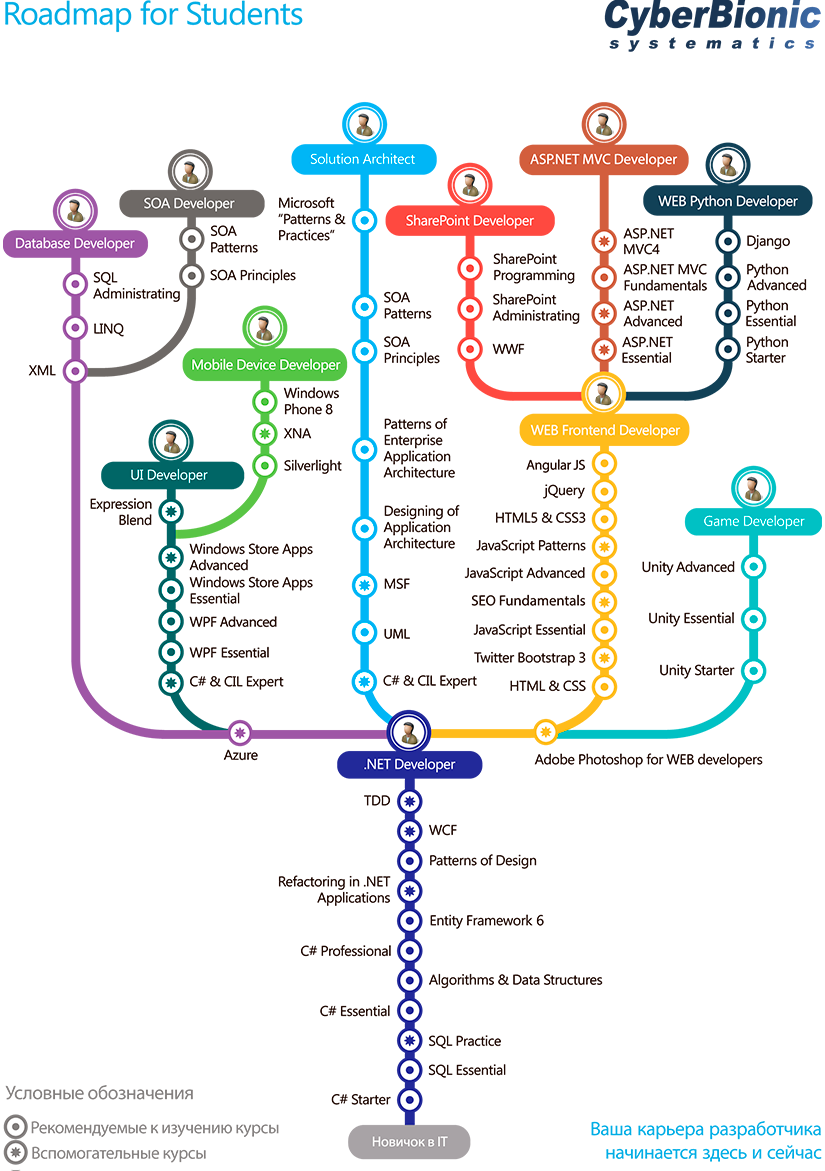 Roadmap for Students
CyberBionic
systematics
Solution Architect
ASP.NET MVC Developer
SOA Developer
WEB Python Developer
Microsoft
“Patterns &
Practices”
SharePoint Developer
Database Developer
SOA
Patterns
ASP.NET
MVC4
Django
SharePoint
Programming
SOA Principles
ASP.NET MVC
Fundamentals
Python
Advanced
SQL
Administrating
SOA
Patterns
SharePoint
Administrating
ASP.NET
Advanced
Python
Essential
LINQ
SOA
Principles
WWF
ASP.NET
Essential
Python
Starter
XML
Mobile Device Developer
Windows
Phone 8
XNA
Silverlight
Patterns of
Enterprise
Application
Architecture
WEB Frontend Developer
Angular JS
jQuery
HTML5 & CSS3
JavaScript Patterns
JavaScript Advanced
SEO Fundamentals
JavaScript Essential
Twitter Bootstrap 3
HTML & CSS
UI Developer
Expression
Blend
Windows Store Apps
Advanced
Windows Store Apps
Essential
WPF Advanced
WPF Essential
C# & CIL Expert
Designing of
Application
Architecture
MSF
UML
C# & CIL Expert
Game Developer
Unity Advanced
Unity Essential
Unity Starter
Azure
Adobe Photoshop for WEB developers
.NET Developer
TDD
WCF
Patterns of Design
Refactoring in .NET
Applications
Entity Framework 6
C# Professional
Algorithms & Data Structures
C# Essential
SQL Practice
SQL Essential
C# Starter
Новичок в IT
Условные обозначения
Рекомендуемые к изучению курсы
Вспомогательные курсы
Ваша карьера разработчика
начинается здесь и сейчас